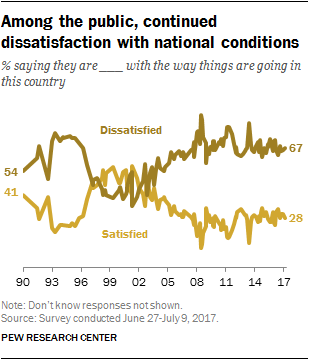 Among the public, continued
dissatisfaction with national conditions
% saying they are ___ with the way things are going in
this country
Dissatisfied
67
54
41
28
Satisfied
90 93 96 99 02 05 08 11 14 17
Note: Don't know responses not shown.
Source: Survey conducted June 27-July 9, 2017.
PEW RESEARCH CENTER